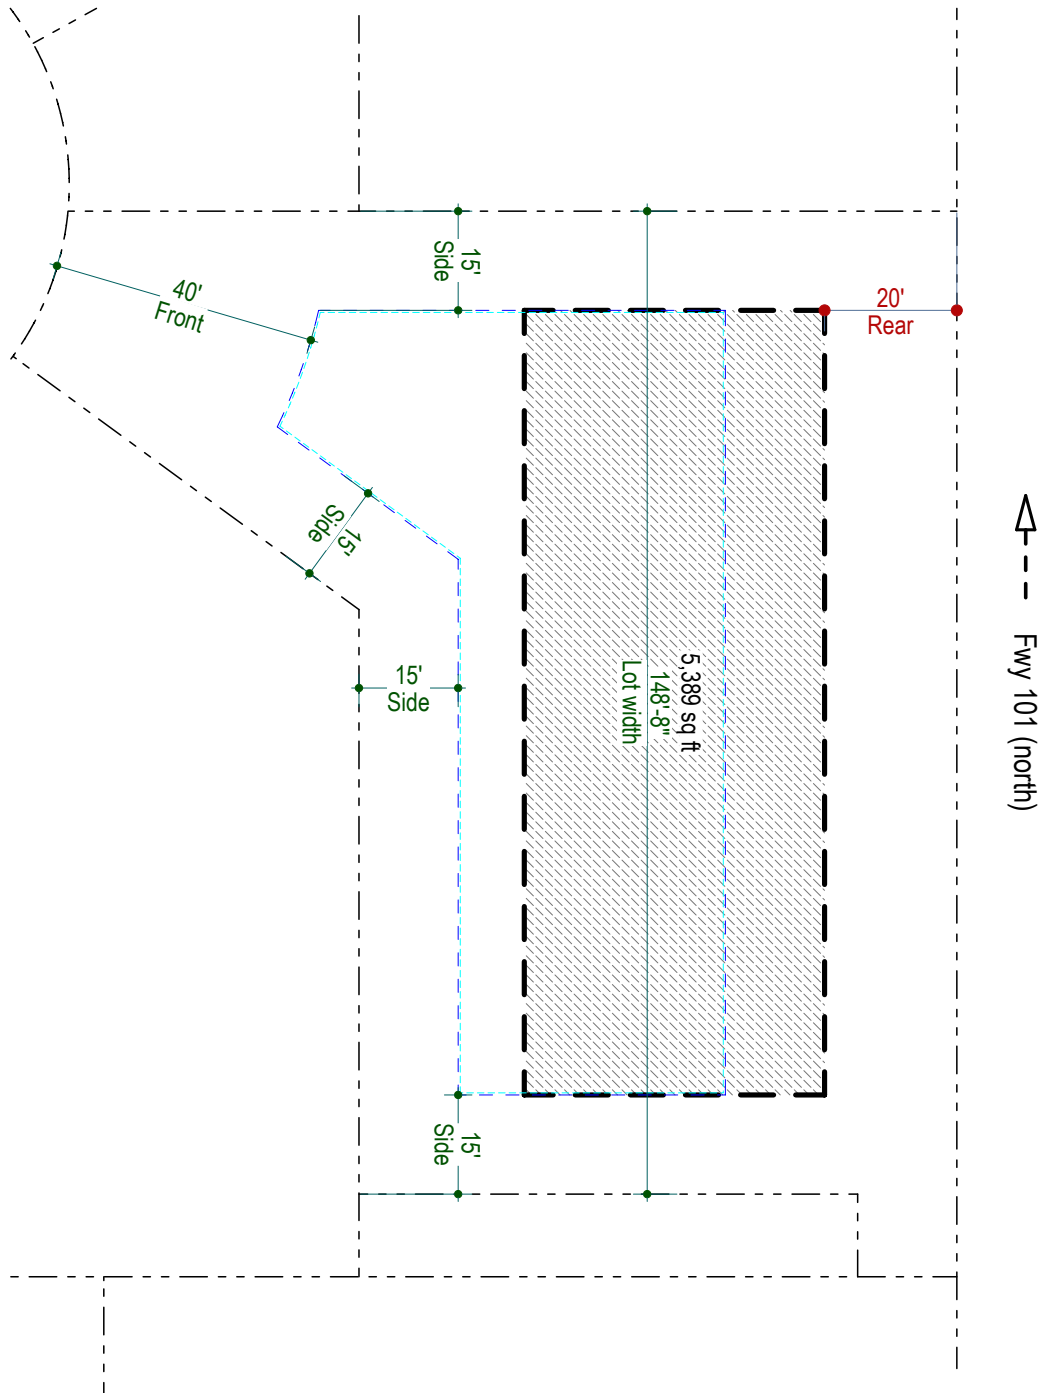 15'
Side
40'
Front
20'
Rear
15'
Side
15'
Side
5,389 sq ft
148'-8"
Lot width
Fwy 101 (north)
15'
Side